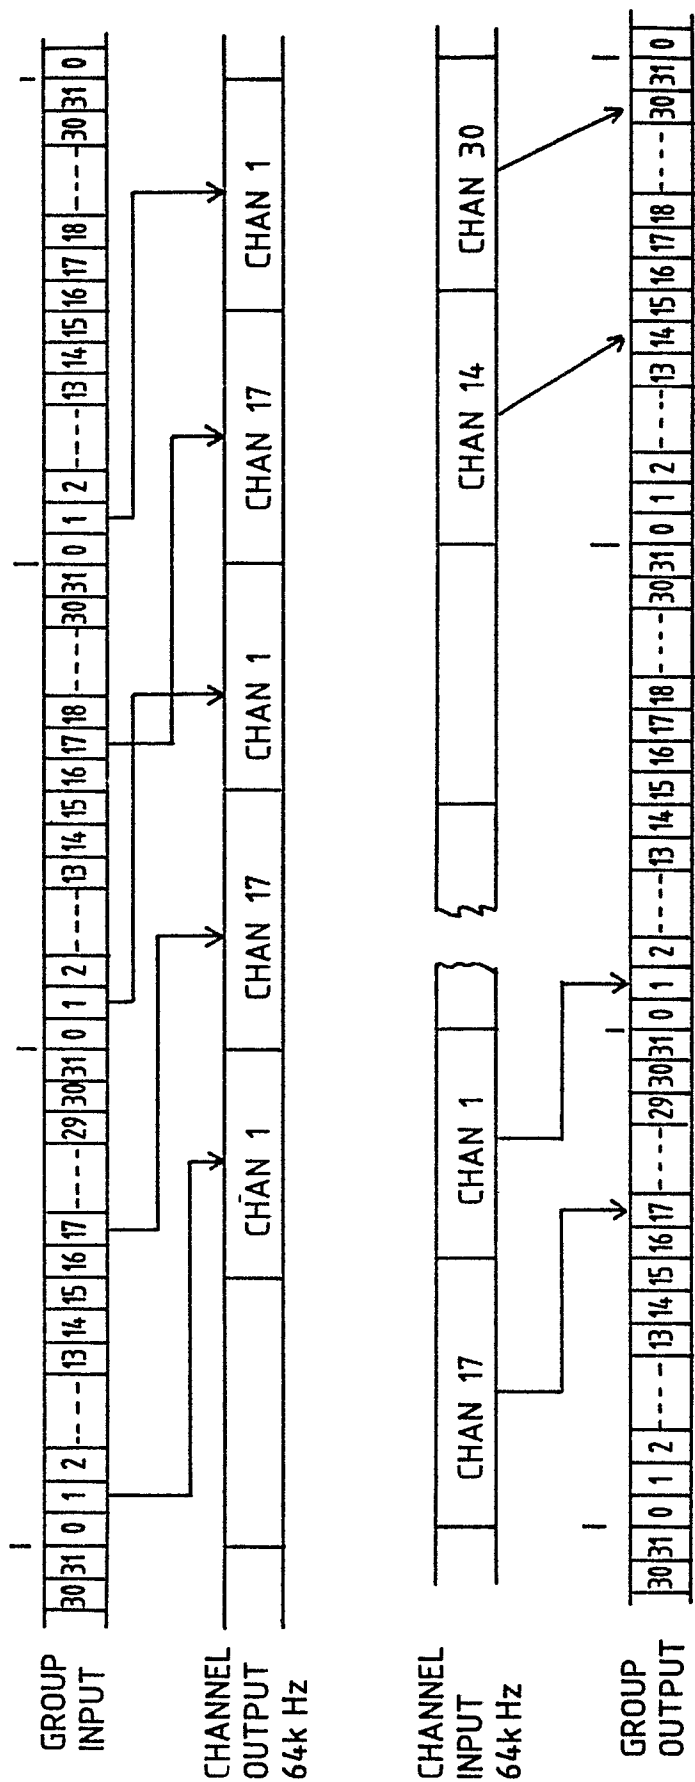 GROUP
INPUT
30 31 0 1 2 ---- 13 14 15 16 17 ---- 29 30 31 0 1 2 ---- 13 14 15 16 17 18 ---- 30 31 0 1 2 ---- 13 14 15 16 17 18 ---- 30 31 0
CHANNEL
OUTPUT
64k Hz
CHAN 1 CHAN 17 CHAN 1 CHAN 17 CHAN 1
CHANNEL
INPUT
64k Hz
CHAN 17 CHAN 1 CHAN 14 CHAN 30
GROUP
OUTPUT
30 31 0 1 2 ---- 13 14 15 16 17 ---- 29 30 31 0 1 2 ---- 13 14 15 16 17 18 ---- 30 31 0 1 2 ---- 13 14 15 16 17 18 ---- 30 31 0